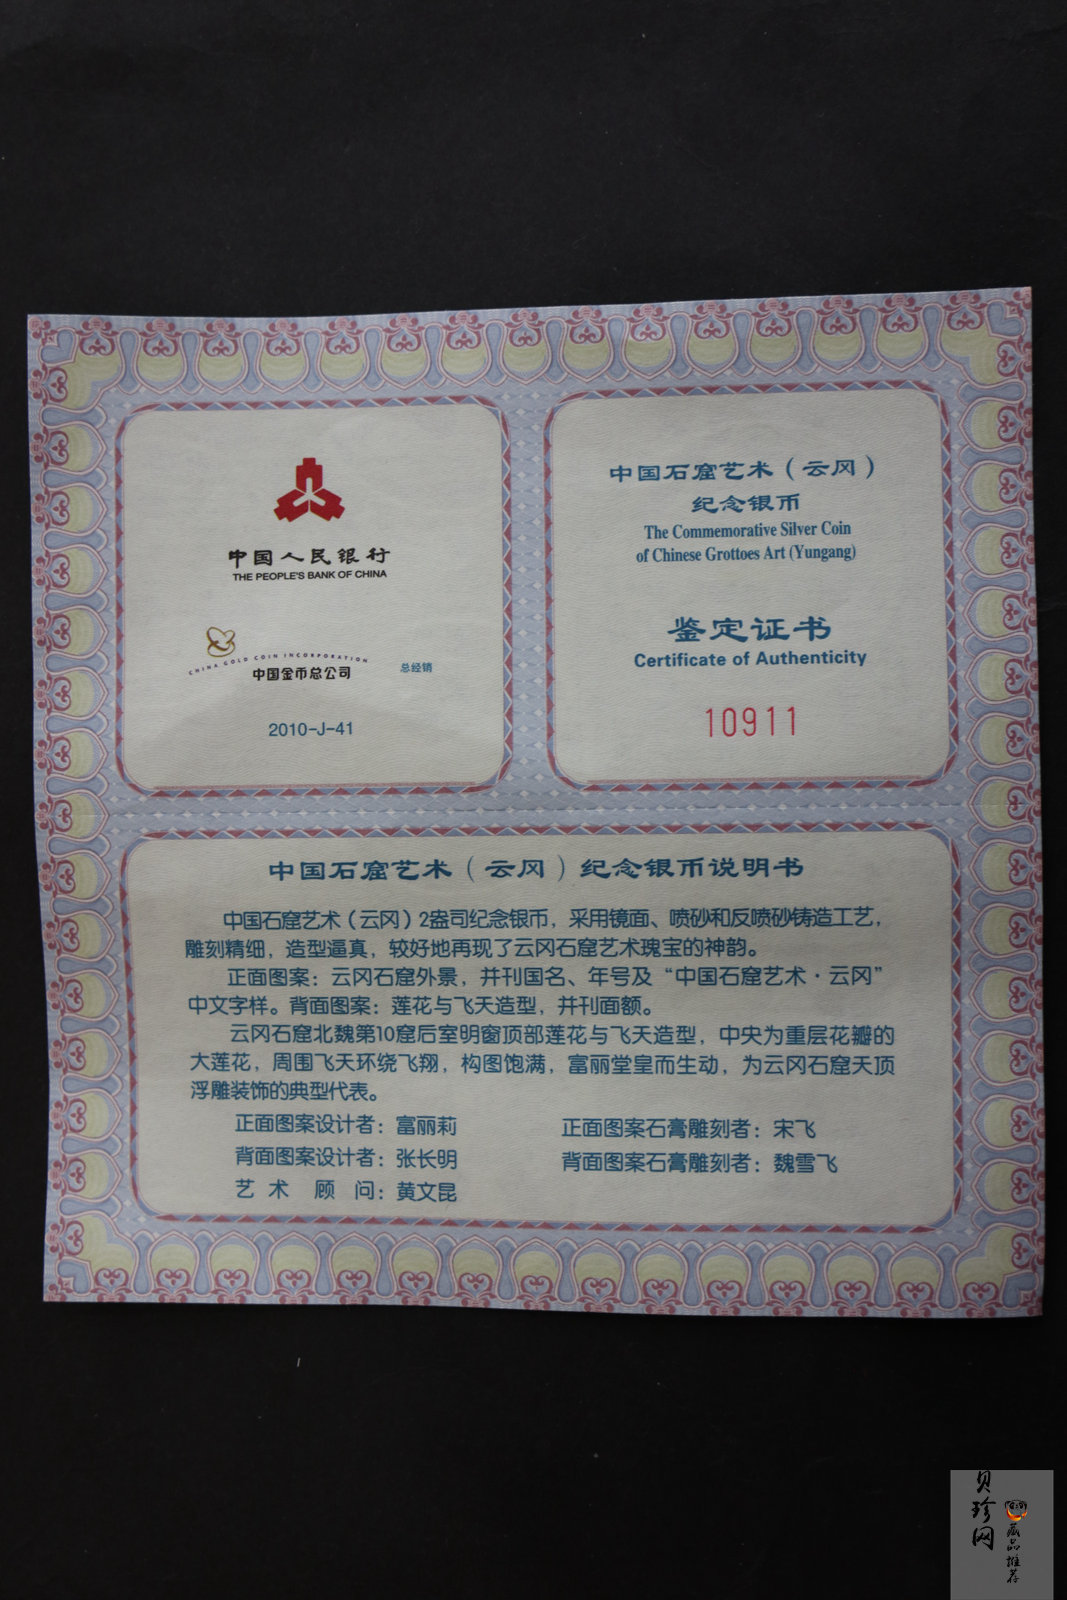 中国人民银行
THE PEOPLE'S BANK OF CHINA
CHINA GOLD COIN INCORPORATION
中国金币总公司
总经销
2010-J-41
中国石窟艺术（云冈）
纪念银币
The Commemorative Silver Coin
of Chinese Grottoes Art (Yungang)
鉴定证书
Certificate of Authenticity
10911
中国石窟艺术（云冈）纪念银币说明书
中国石窟艺术（云冈）2盎司纪念银币，采用镜面、喷砂和反喷砂铸造工艺，
雕刻精细，造型逼真，较好地再现了云冈石窟艺术瑰宝的神韵。
正面图案：云冈石窟外景，并刊国名、年号及“中国石窟艺术·云冈”
中文字样。背面图案：莲花与飞天造型，并刊面额。
云冈石窟北魏第10窟后室明窗顶部莲花与飞天造型，中央为重层花瓣的
大莲花，周围飞天环绕飞翔，构图饱满，富丽堂皇而生动，为云冈石窟天顶
浮雕装饰的典型代表。
正面图案设计者：富丽莉 正面图案石膏雕刻者：宋飞
背面图案设计者：张长明 背面图案石膏雕刻者：魏雪飞
艺术顾问：黄文昆
贝珍网
藏品推荐